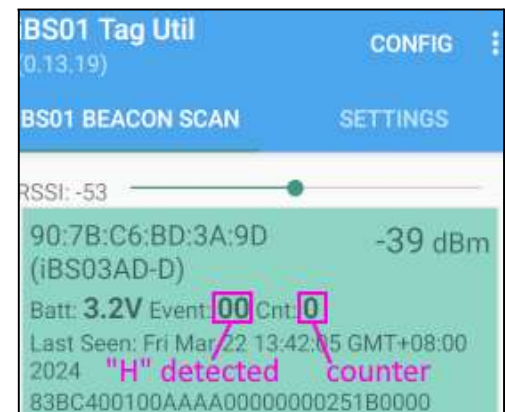 iBS01 Tag Util
CONFIG
(0.13.19)
iBS01 BEACON SCAN
SETTINGS
RSSI: -53
90:7B:C6:BD:3A:9D
-39 dBm
(iBS03AD-D)
Batt: 3.2V Event: 00 Cnt: 0
Last Seen: Fri Mar 22 13:42:05 GMT+08:00
2024
"H" detected
counter
83BC400100AAAA00000000251B0000